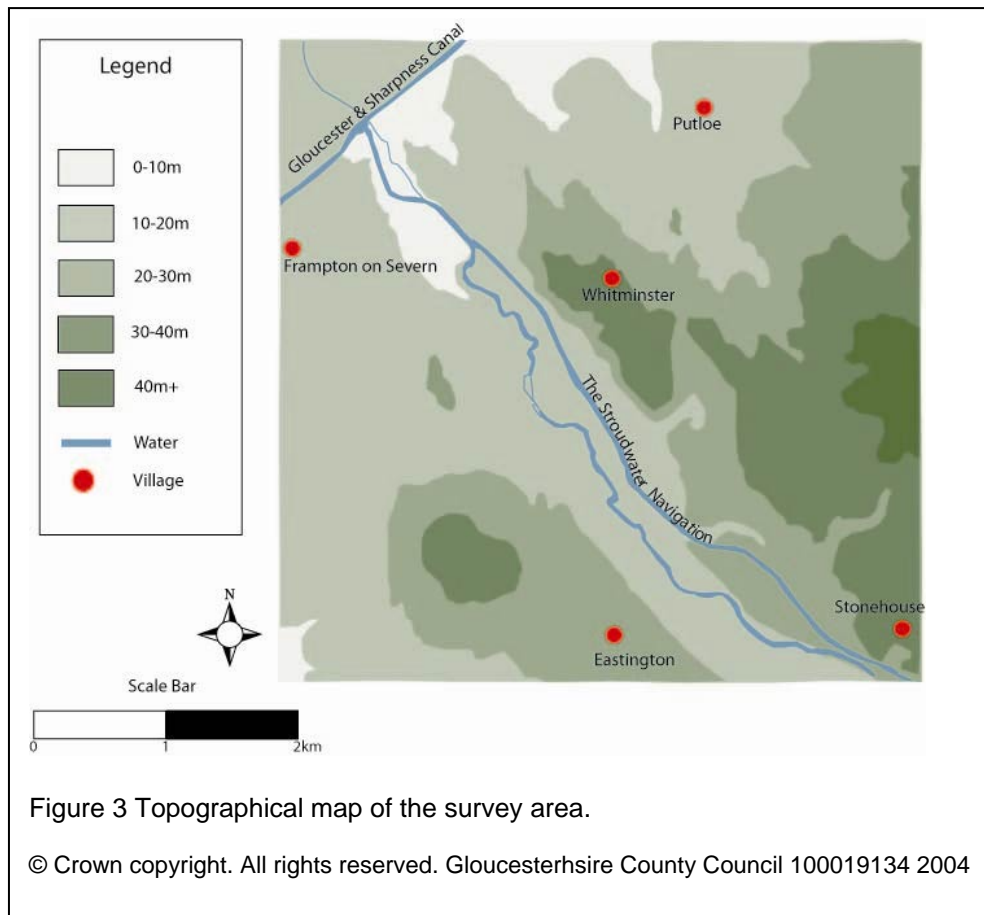 Legend
0-10m
10-20m
20-30m
30-40m
40m+
Water
Village
Gloucester & Sharpness Canal
Putloe
Frampton on Severn
Whitminster
The Stroudwater Navigation
Stonehouse
Eastington
N
Scale Bar
0 1 2km
Figure 3 Topographical map of the survey area.
© Crown copyright. All rights reserved. Gloucesterhsire County Council 100019134 2004